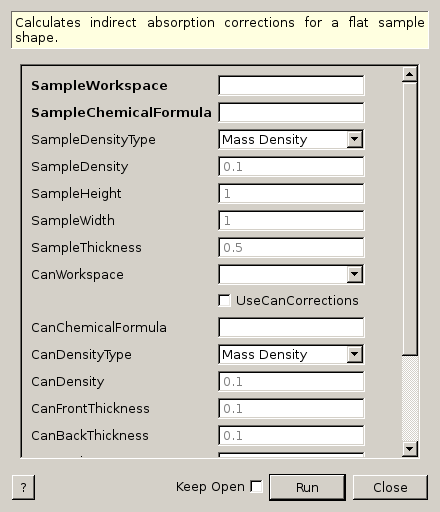 Calculates indirect absorption corrections for a flat sample
shape.
SampleWorkspace
SampleChemicalFormula
SampleDensityType Mass Density
SampleDensity 0.1
SampleHeight 1
SampleWidth 1
SampleThickness 0.5
CanWorkspace
UseCanCorrections
CanChemicalFormula
CanDensityType Mass Density
CanDensity 0.1
CanFrontThickness 0.1
CanBackThickness 0.1
? Keep Open Run Close